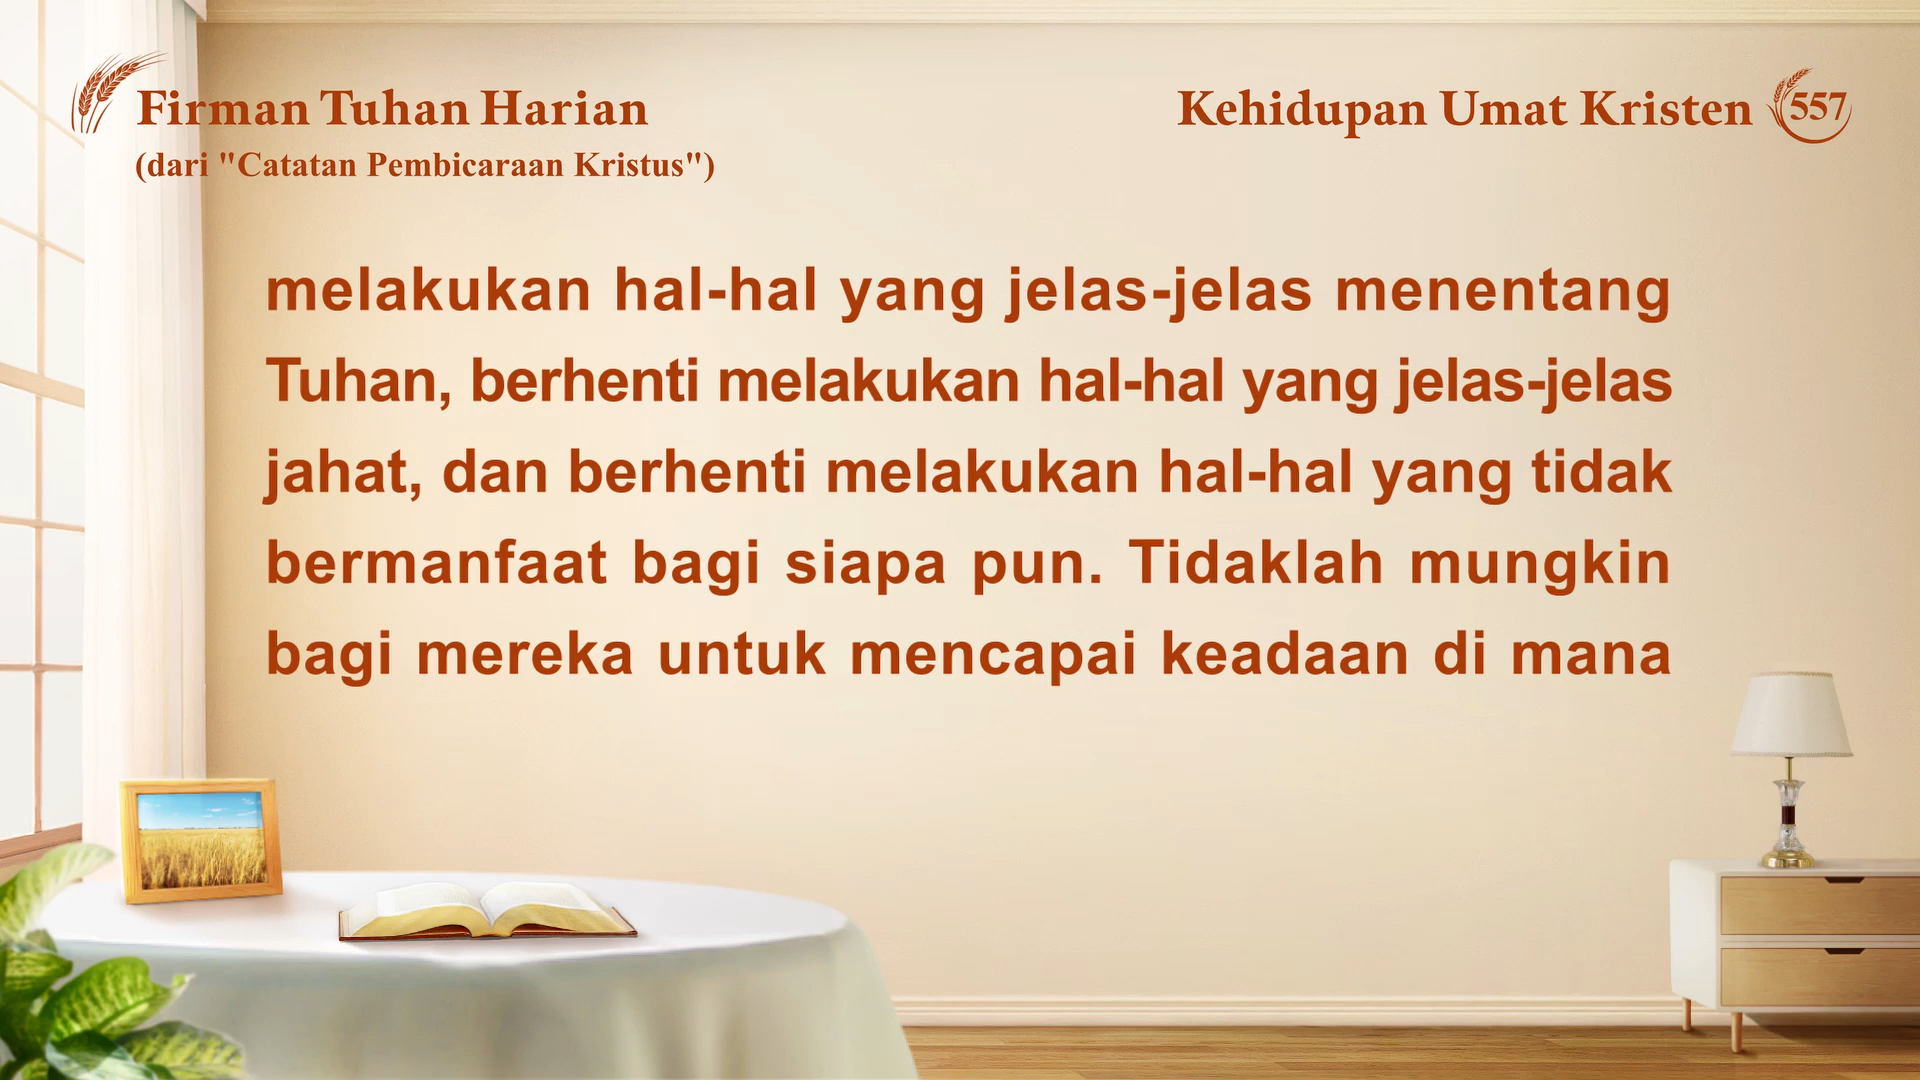 Firman Tuhan Harian
(dari "Catatan Pembicaraan Kristus")
Kehidupan Umat Kristen 557
melakukan hal-hal yang jelas-jelas menentang
Tuhan, berhenti melakukan hal-hal yang jelas-jelas
jahat, dan berhenti melakukan hal-hal yang tidak
bermanfaat bagi siapa pun. Tidaklah mungkin
bagi mereka untuk mencapai keadaan di mana